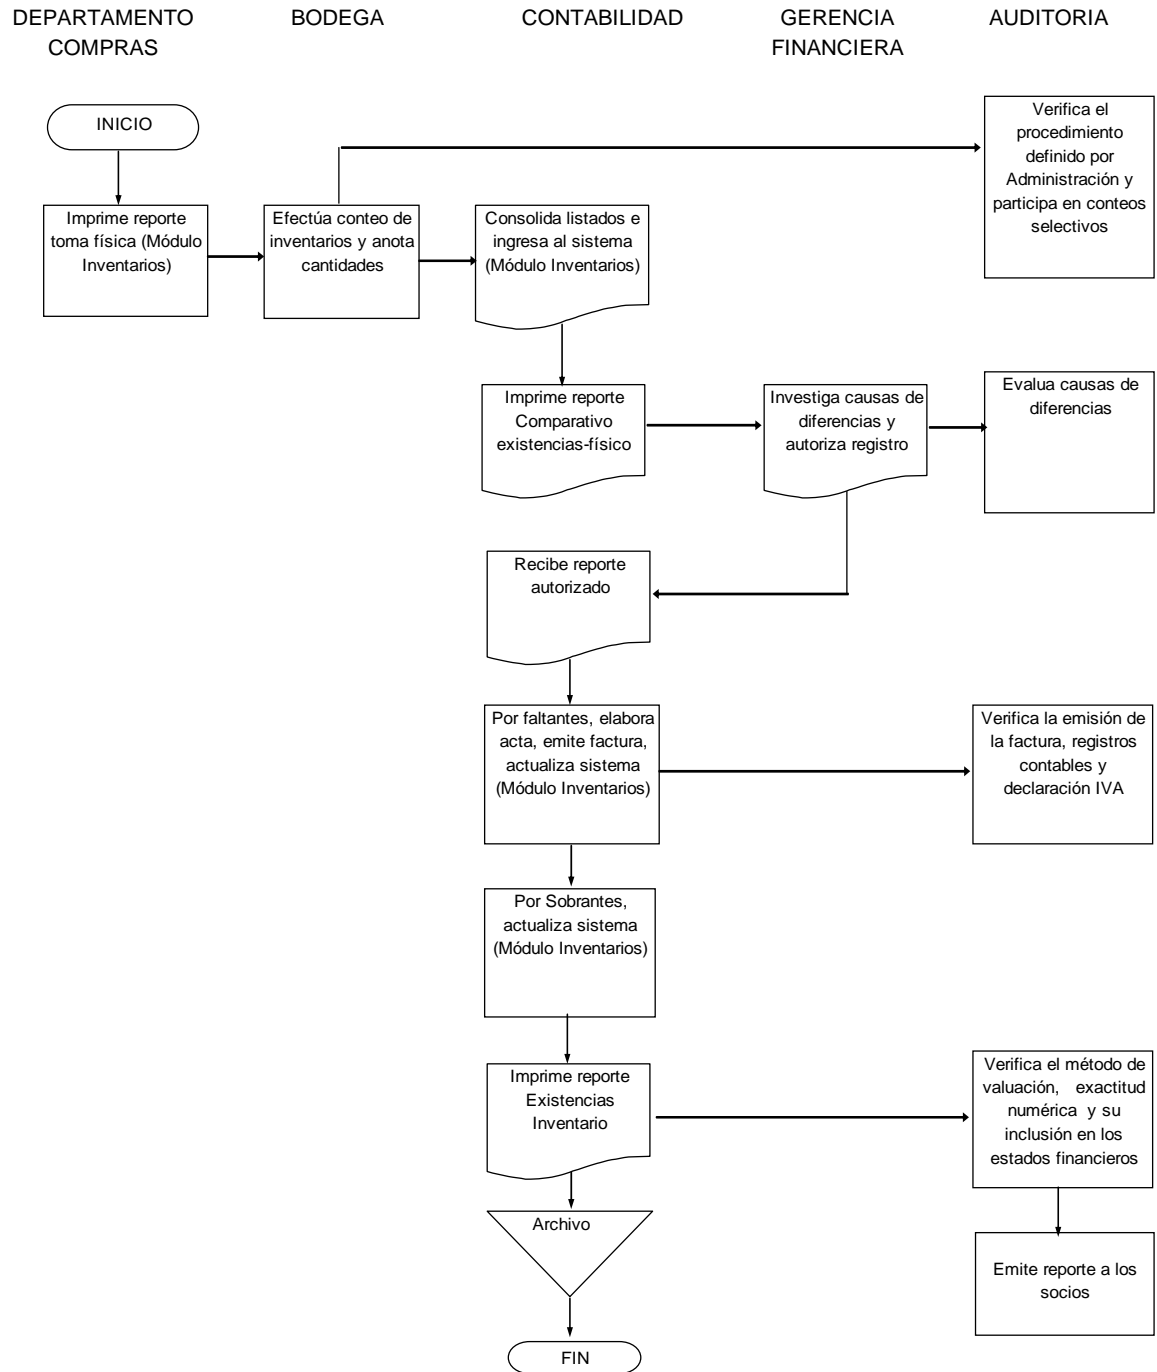 DEPARTAMENTO
COMPRAS
BODEGA
CONTABILIDAD
GERENCIA
FINANCIERA
AUDITORIA
INICIO
Verifica el
procedimiento
definido por
Administración y
participa en conteos
selectivos
Imprime reporte
toma física (Módulo
Inventarios)
Efectúa conteo de
inventarios y anota
cantidades
Consolida listados e
ingresa al sistema
(Módulo Inventarios)
Imprime reporte
Comparativo
existencias-físico
Investiga causas de
diferencias y
autoriza registro
Evalua causas de
diferencias
Recibe reporte
autorizado
Por faltantes, elabora
acta, emite factura,
actualiza sistema
(Módulo Inventarios)
Verifica la emisión de
la factura, registros
contables y
declaración IVA
Por Sobrantes,
actualiza sistema
(Módulo Inventarios)
Imprime reporte
Existencias
Inventario
Verifica el método de
valuación, exactitud
numérica y su
inclusión en los
estados financieros
Archivo
Emite reporte a los
socios
FIN